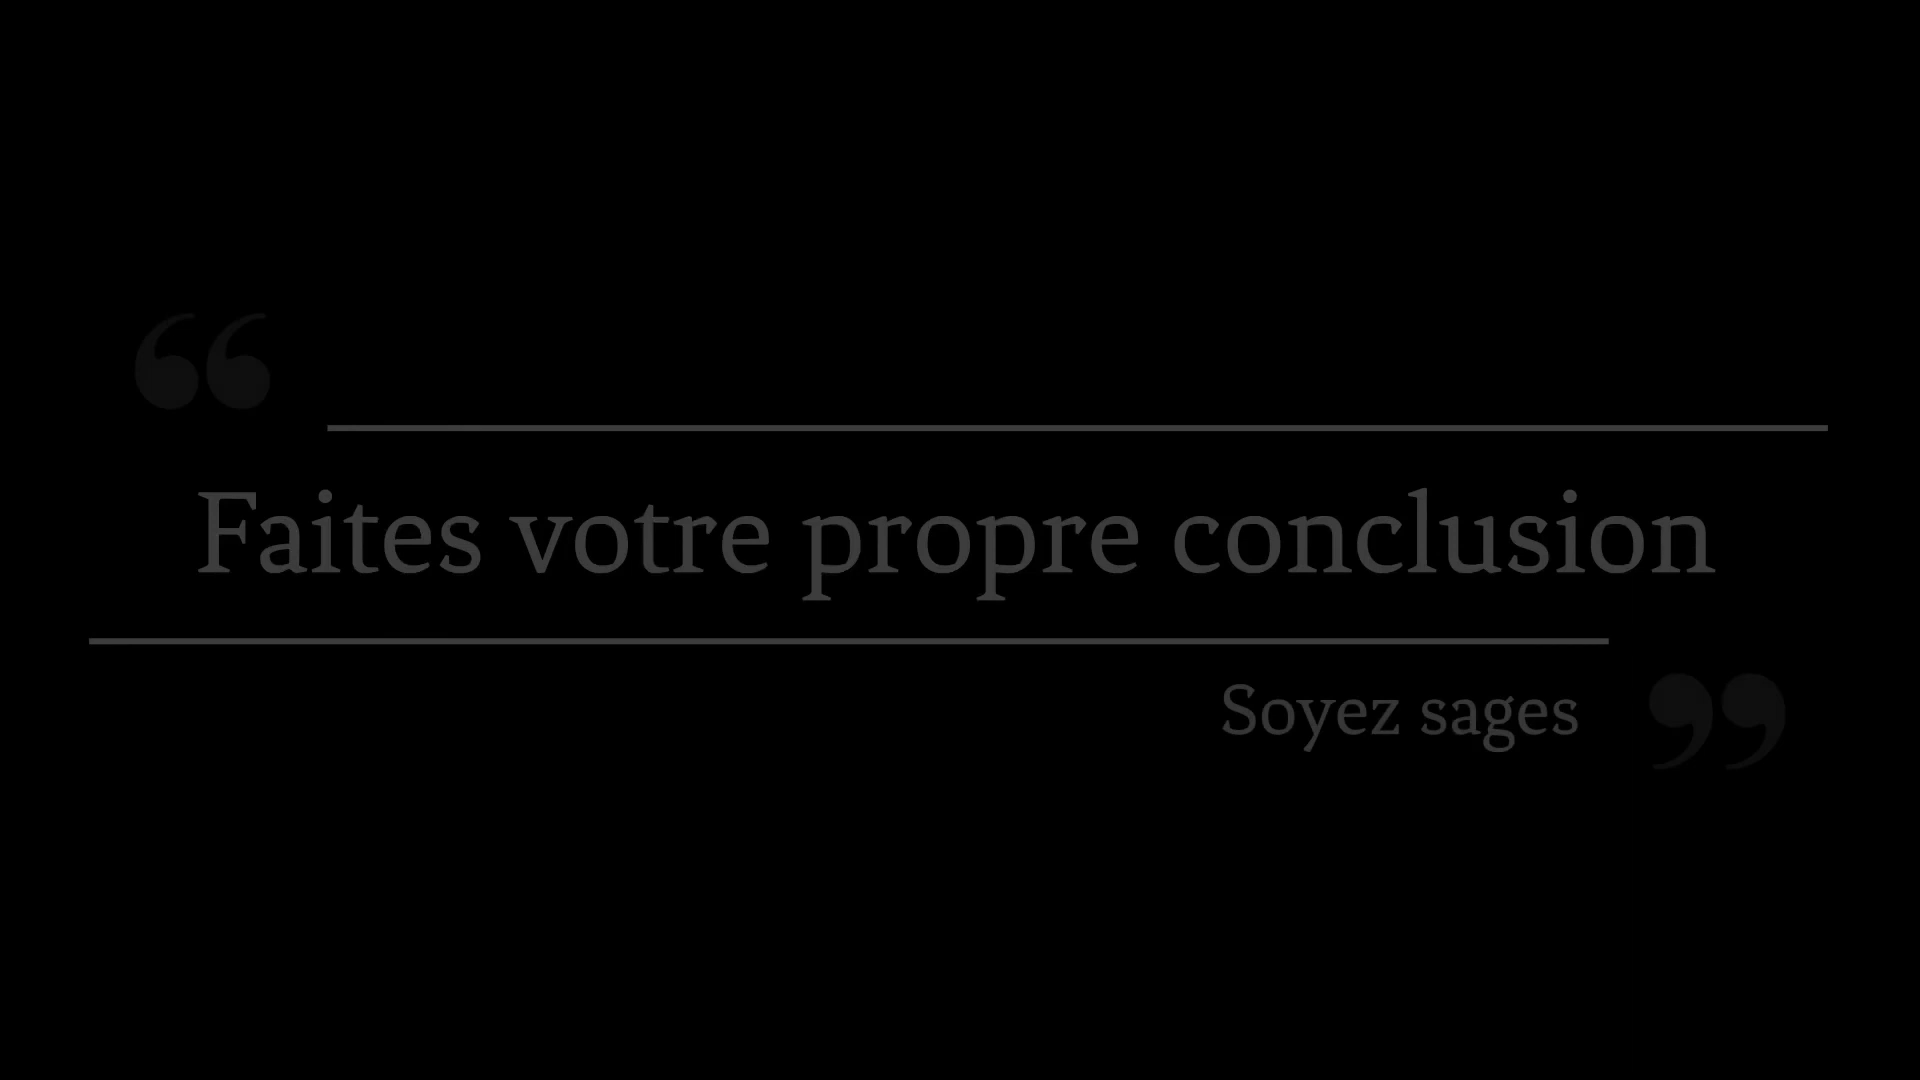 “
Faites votre propre conclusion
Soyez sages
”